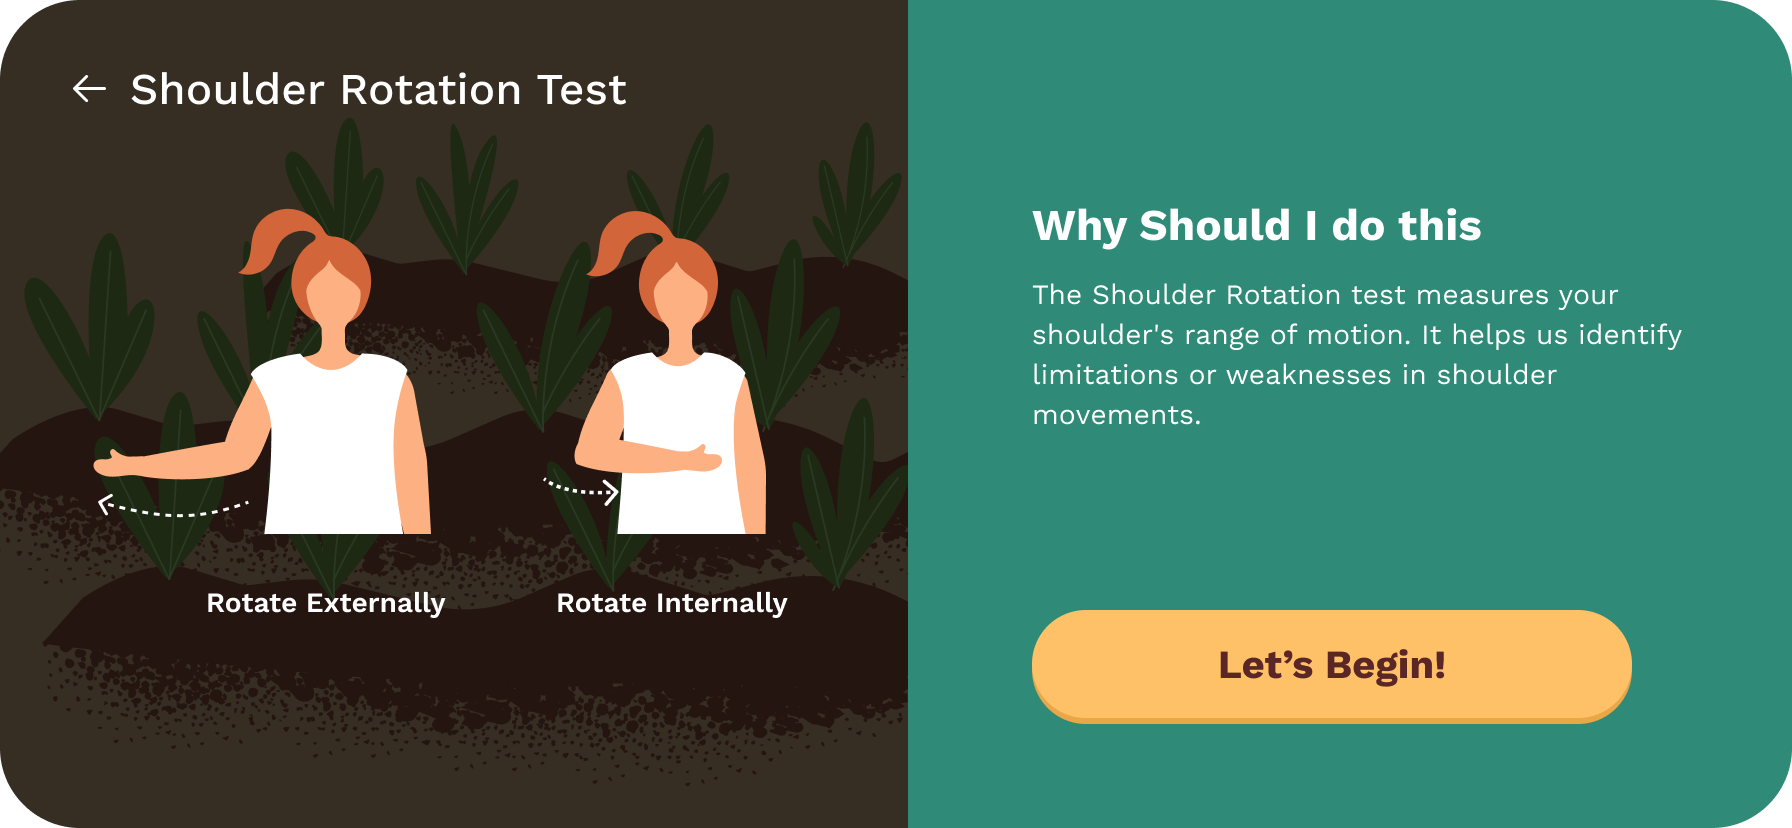 Shoulder Rotation Test
Rotate Externally
Rotate Internally
Why Should I do this
The Shoulder Rotation test measures your
shoulder's range of motion. It helps us identify
limitations or weaknesses in shoulder
movements.
Let’s Begin!